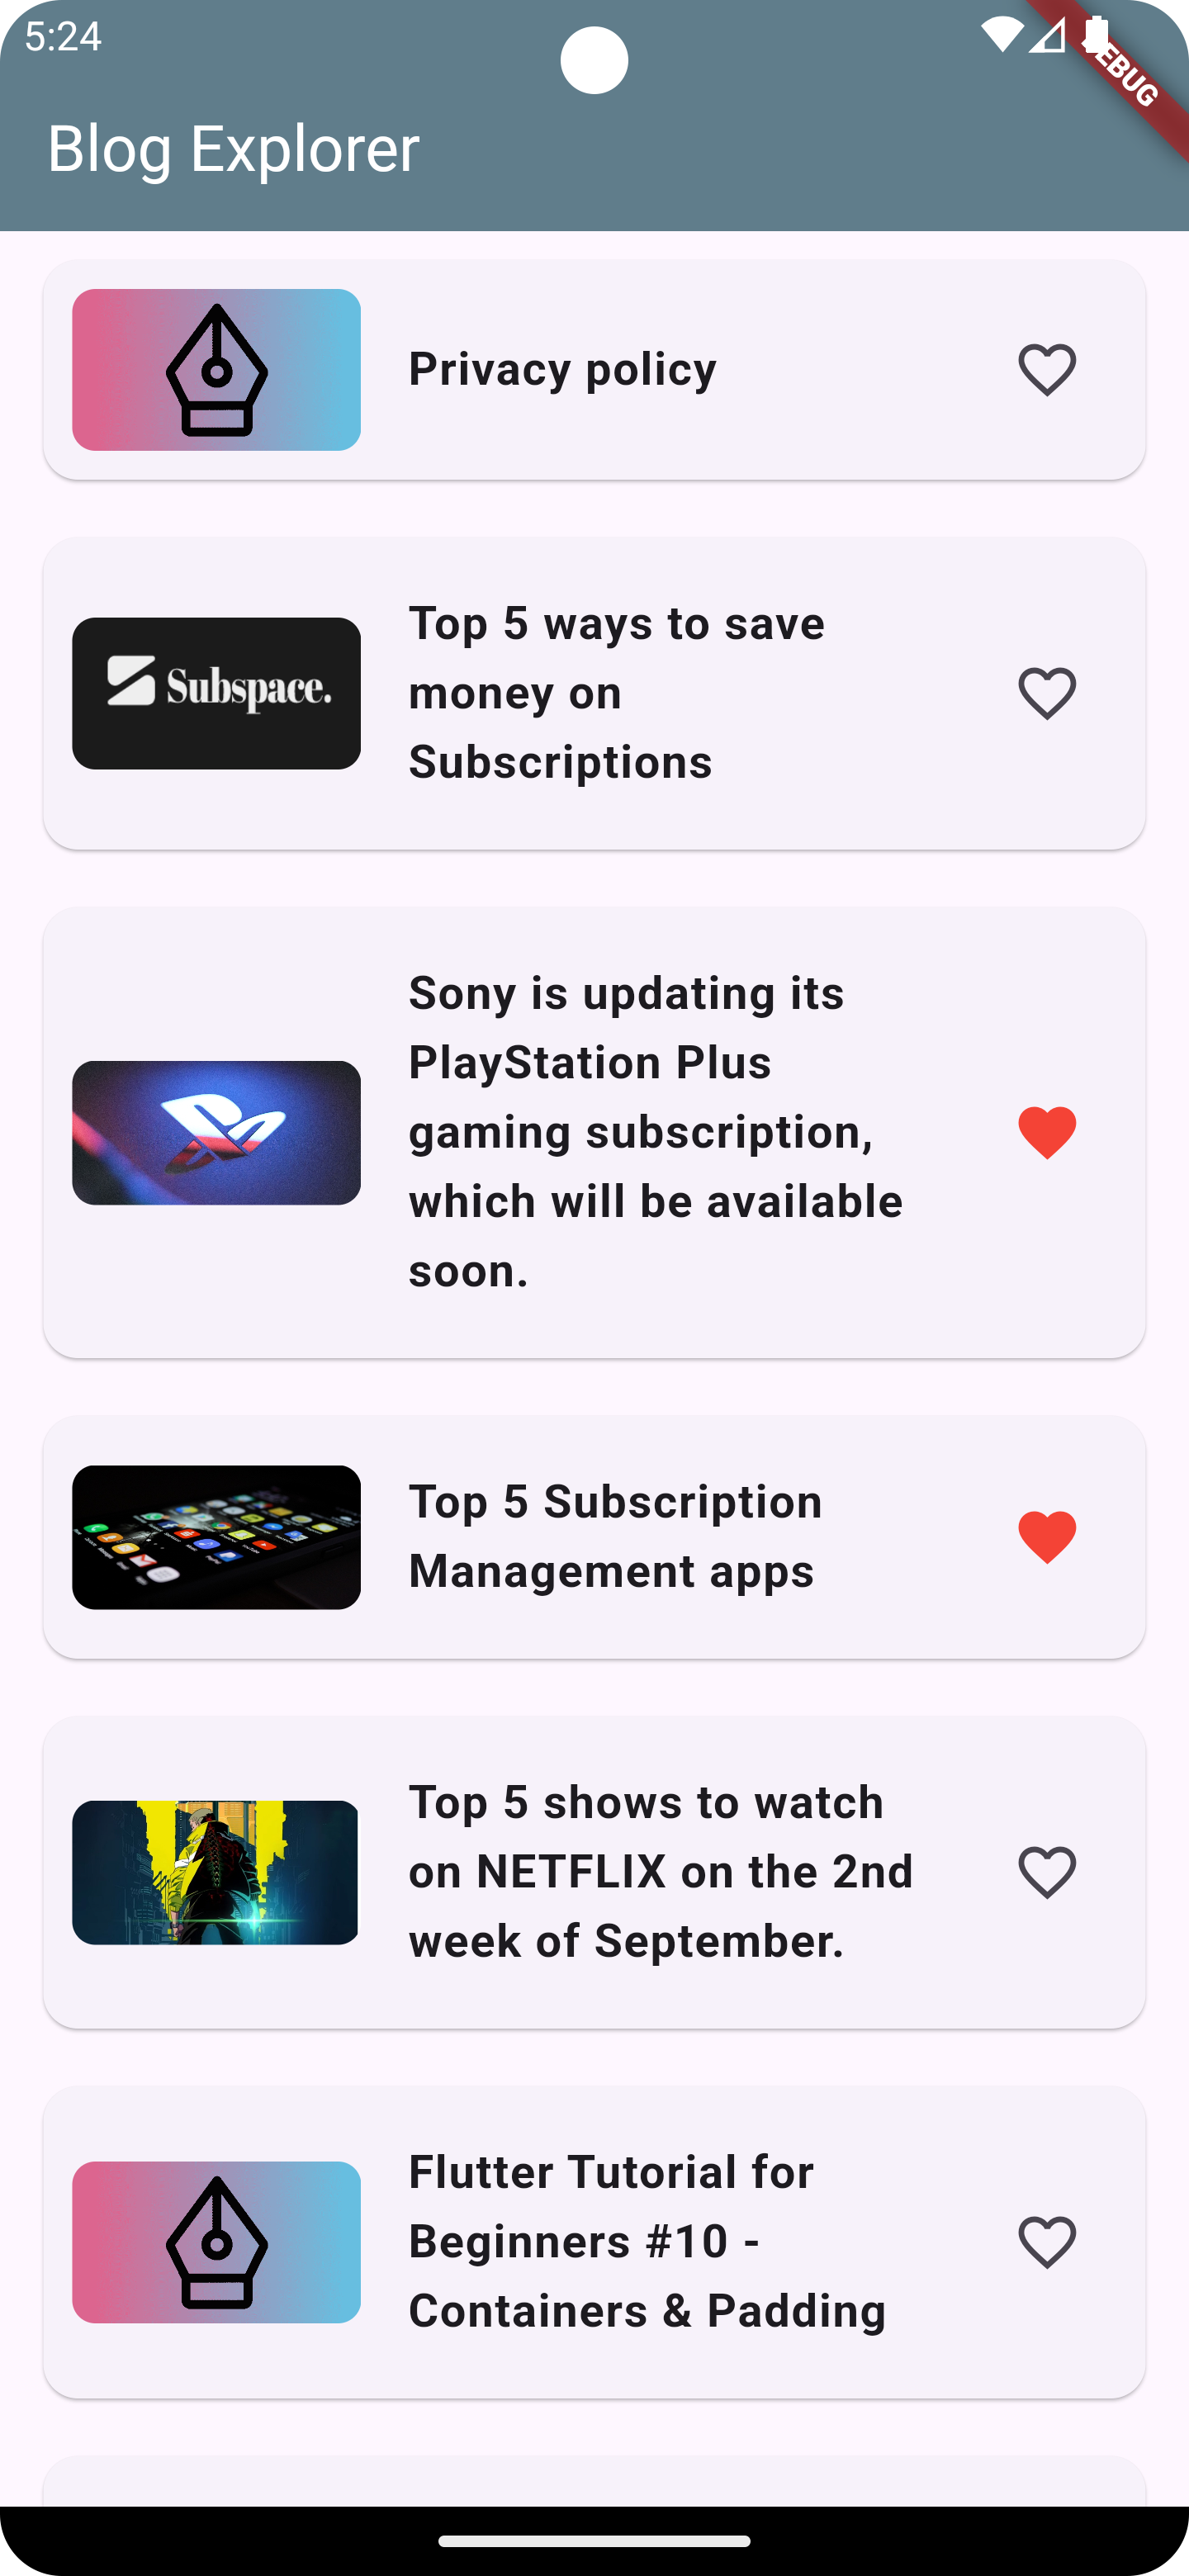 5:24
DEBUG
Blog Explorer
Privacy policy
Top 5 ways to save
money on
Subscriptions
Subspace.
Sony is updating its
PlayStation Plus
gaming subscription,
which will be available
soon.
Top 5 Subscription
Management apps
Top 5 shows to watch
on NETFLIX on the 2nd
week of September.
Flutter Tutorial for
Beginners #10 -
Containers & Padding